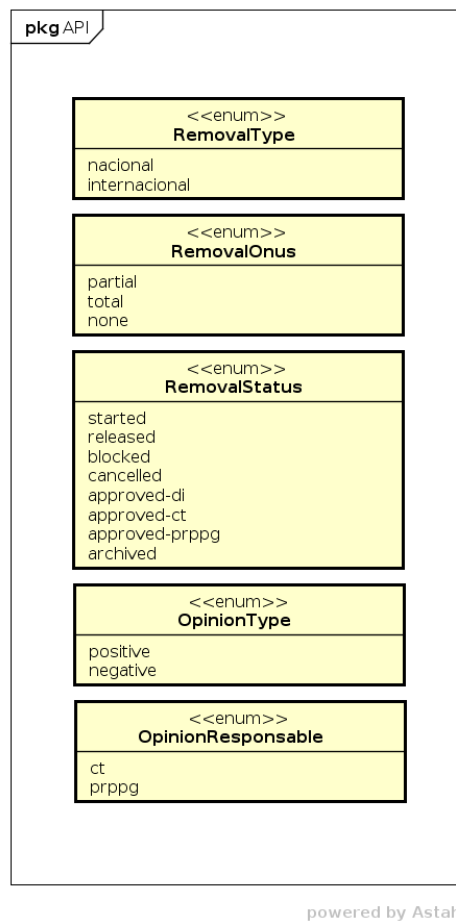 pkg API
<<enum>>
RemovalType
nacional
internacional
<<enum>>
RemovalOnus
partial
total
none
<<enum>>
RemovalStatus
started
released
blocked
cancelled
approved-di
approved-ct
approved-prppg
archived
<<enum>>
OpinionType
positive
negative
<<enum>>
OpinionResponsable
ct
prppg
powered by Astah